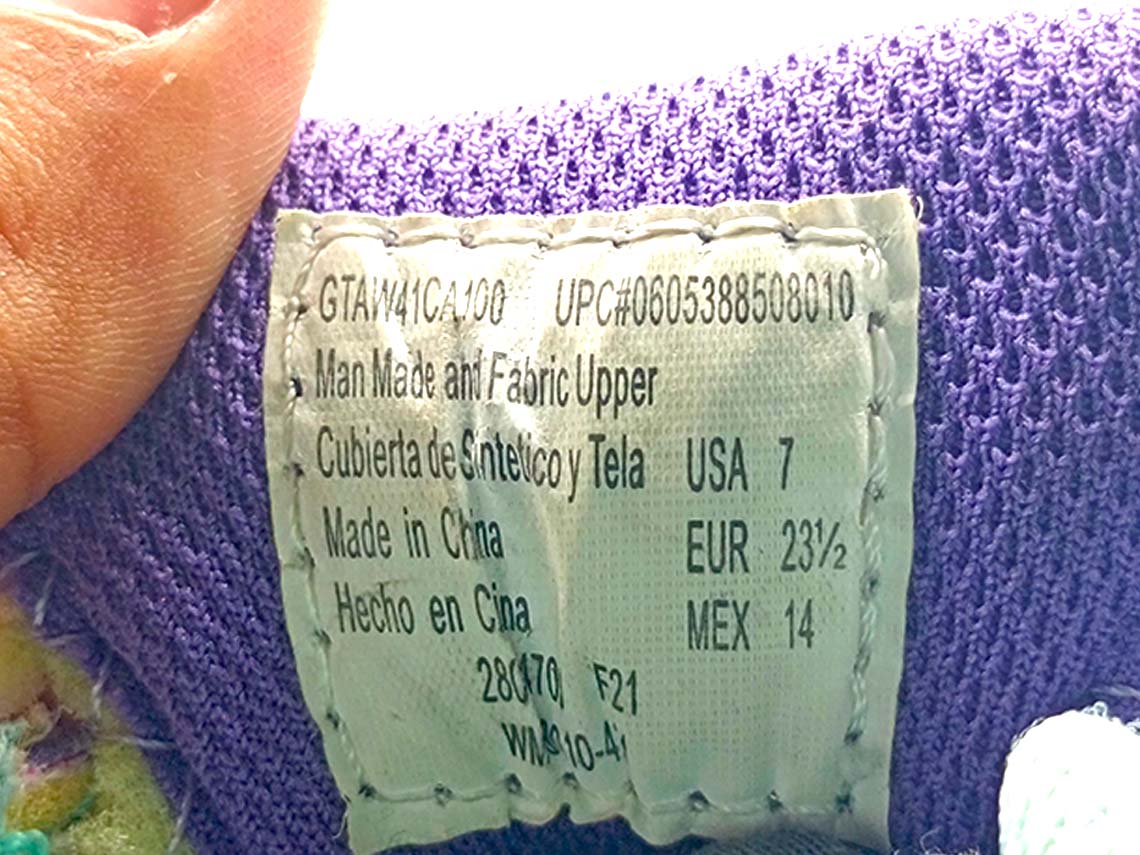 GTAW41CAJ00 UPC#0605388508010
Man Made and Fabric Upper
Cubierta de Sintetico y Tela USA 7
Made in China EUR 23½
Hecho en Cina MEX 14
F21